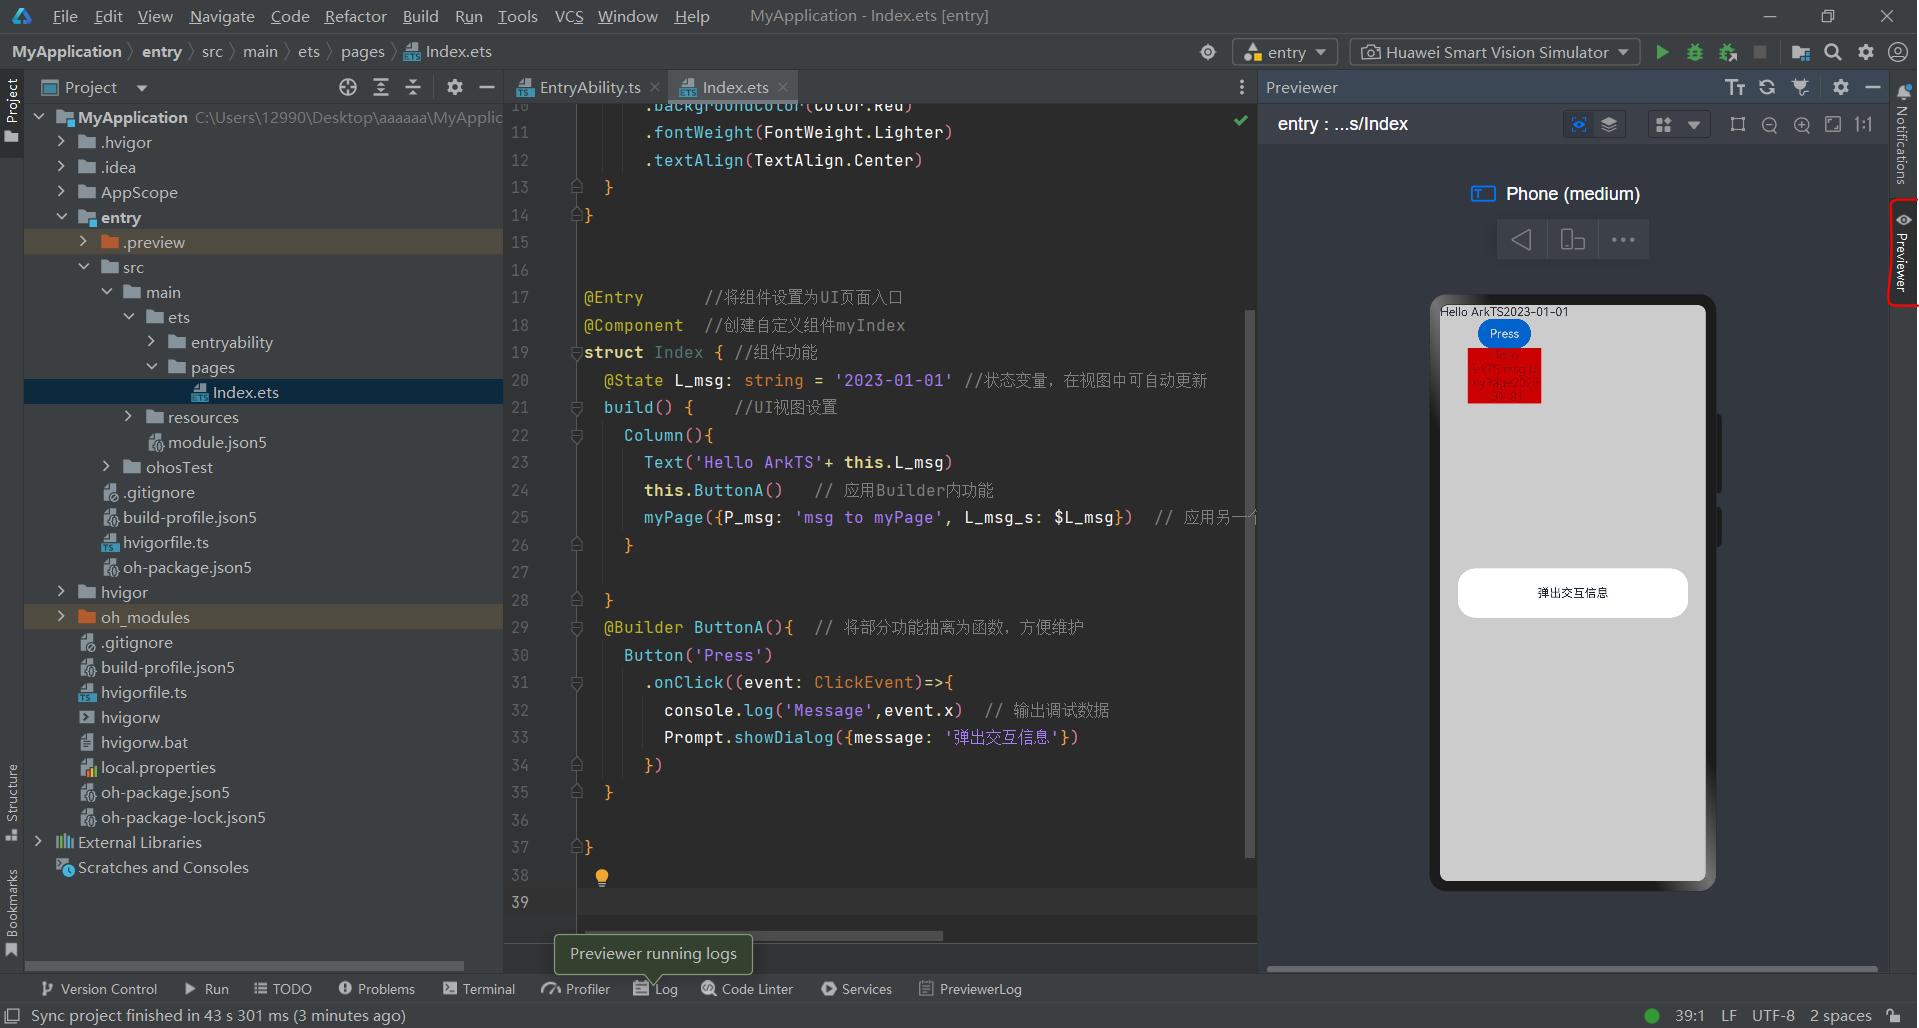 File Edit View Navigate Code Refactor Build Run Tools VCS Window Help MyApplication - Index.ets [entry]
MyApplication entry src main ets pages Index.ets
entry
Huawei Smart Vision Simulator
Project
Project
MyApplication C:\Users\12990\Desktop\aaaaaa\MyApplic
.hvigor
.idea
AppScope
entry
.preview
src
main
ets
entryability
pages
Index.ets
resources
module.json5
ohosTest
.gitignore
build-profile.json5
hvigorfile.ts
oh-package.json5
hvigor
oh_modules
.gitignore
build-profile.json5
hvigorfile.ts
hvigorw
hvigorw.bat
local.properties
oh-package.json5
oh-package-lock.json5
External Libraries
Scratches and Consoles
Structure
Bookmarks
EntryAbility.ts
Index.ets
10 .backgroundColor(Color.Red)
11 .fontWeight(FontWeight.Lighter)
12 .textAlign(TextAlign.Center)
13 }
14 }
15
16
17 @Entry //将组件设置为UI页面入口
18 @Component //创建自定义组件myIndex
19 struct Index { //组件功能
20 @State L_msg: string = '2023-01-01' //状态变量，在视图中可自动更新
21 build() { //UI视图设置
22 Column(){
23 Text('Hello ArkTS'+ this.L_msg)
24 this.ButtonA() // 应用Builder内功能
25 myPage({P_msg: 'msg to myPage', L_msg_s: $L_msg}) // 应用另一个
26 }
27
28 }
29 @Builder ButtonA(){ // 将部分功能抽离为函数，方便维护
30 Button('Press')
31 .onClick((event: ClickEvent)=>{
32 console.log('Message',event.x) // 输出调试数据
33 Prompt.showDialog({message: '弹出交互信息'})
34 })
35 }
36
37 }
38
39
Previewer running logs
Previewer
entry : ...s/Index
1:1
Phone (medium)
Hello ArkTS2023-01-01
Press
弹出交互信息
Notifications
Previewer
Version Control Run TODO Problems Terminal Profiler Log Code Linter Services PreviewerLog
Sync project finished in 43 s 301 ms (3 minutes ago)
39:1 LF UTF-8 2 spaces